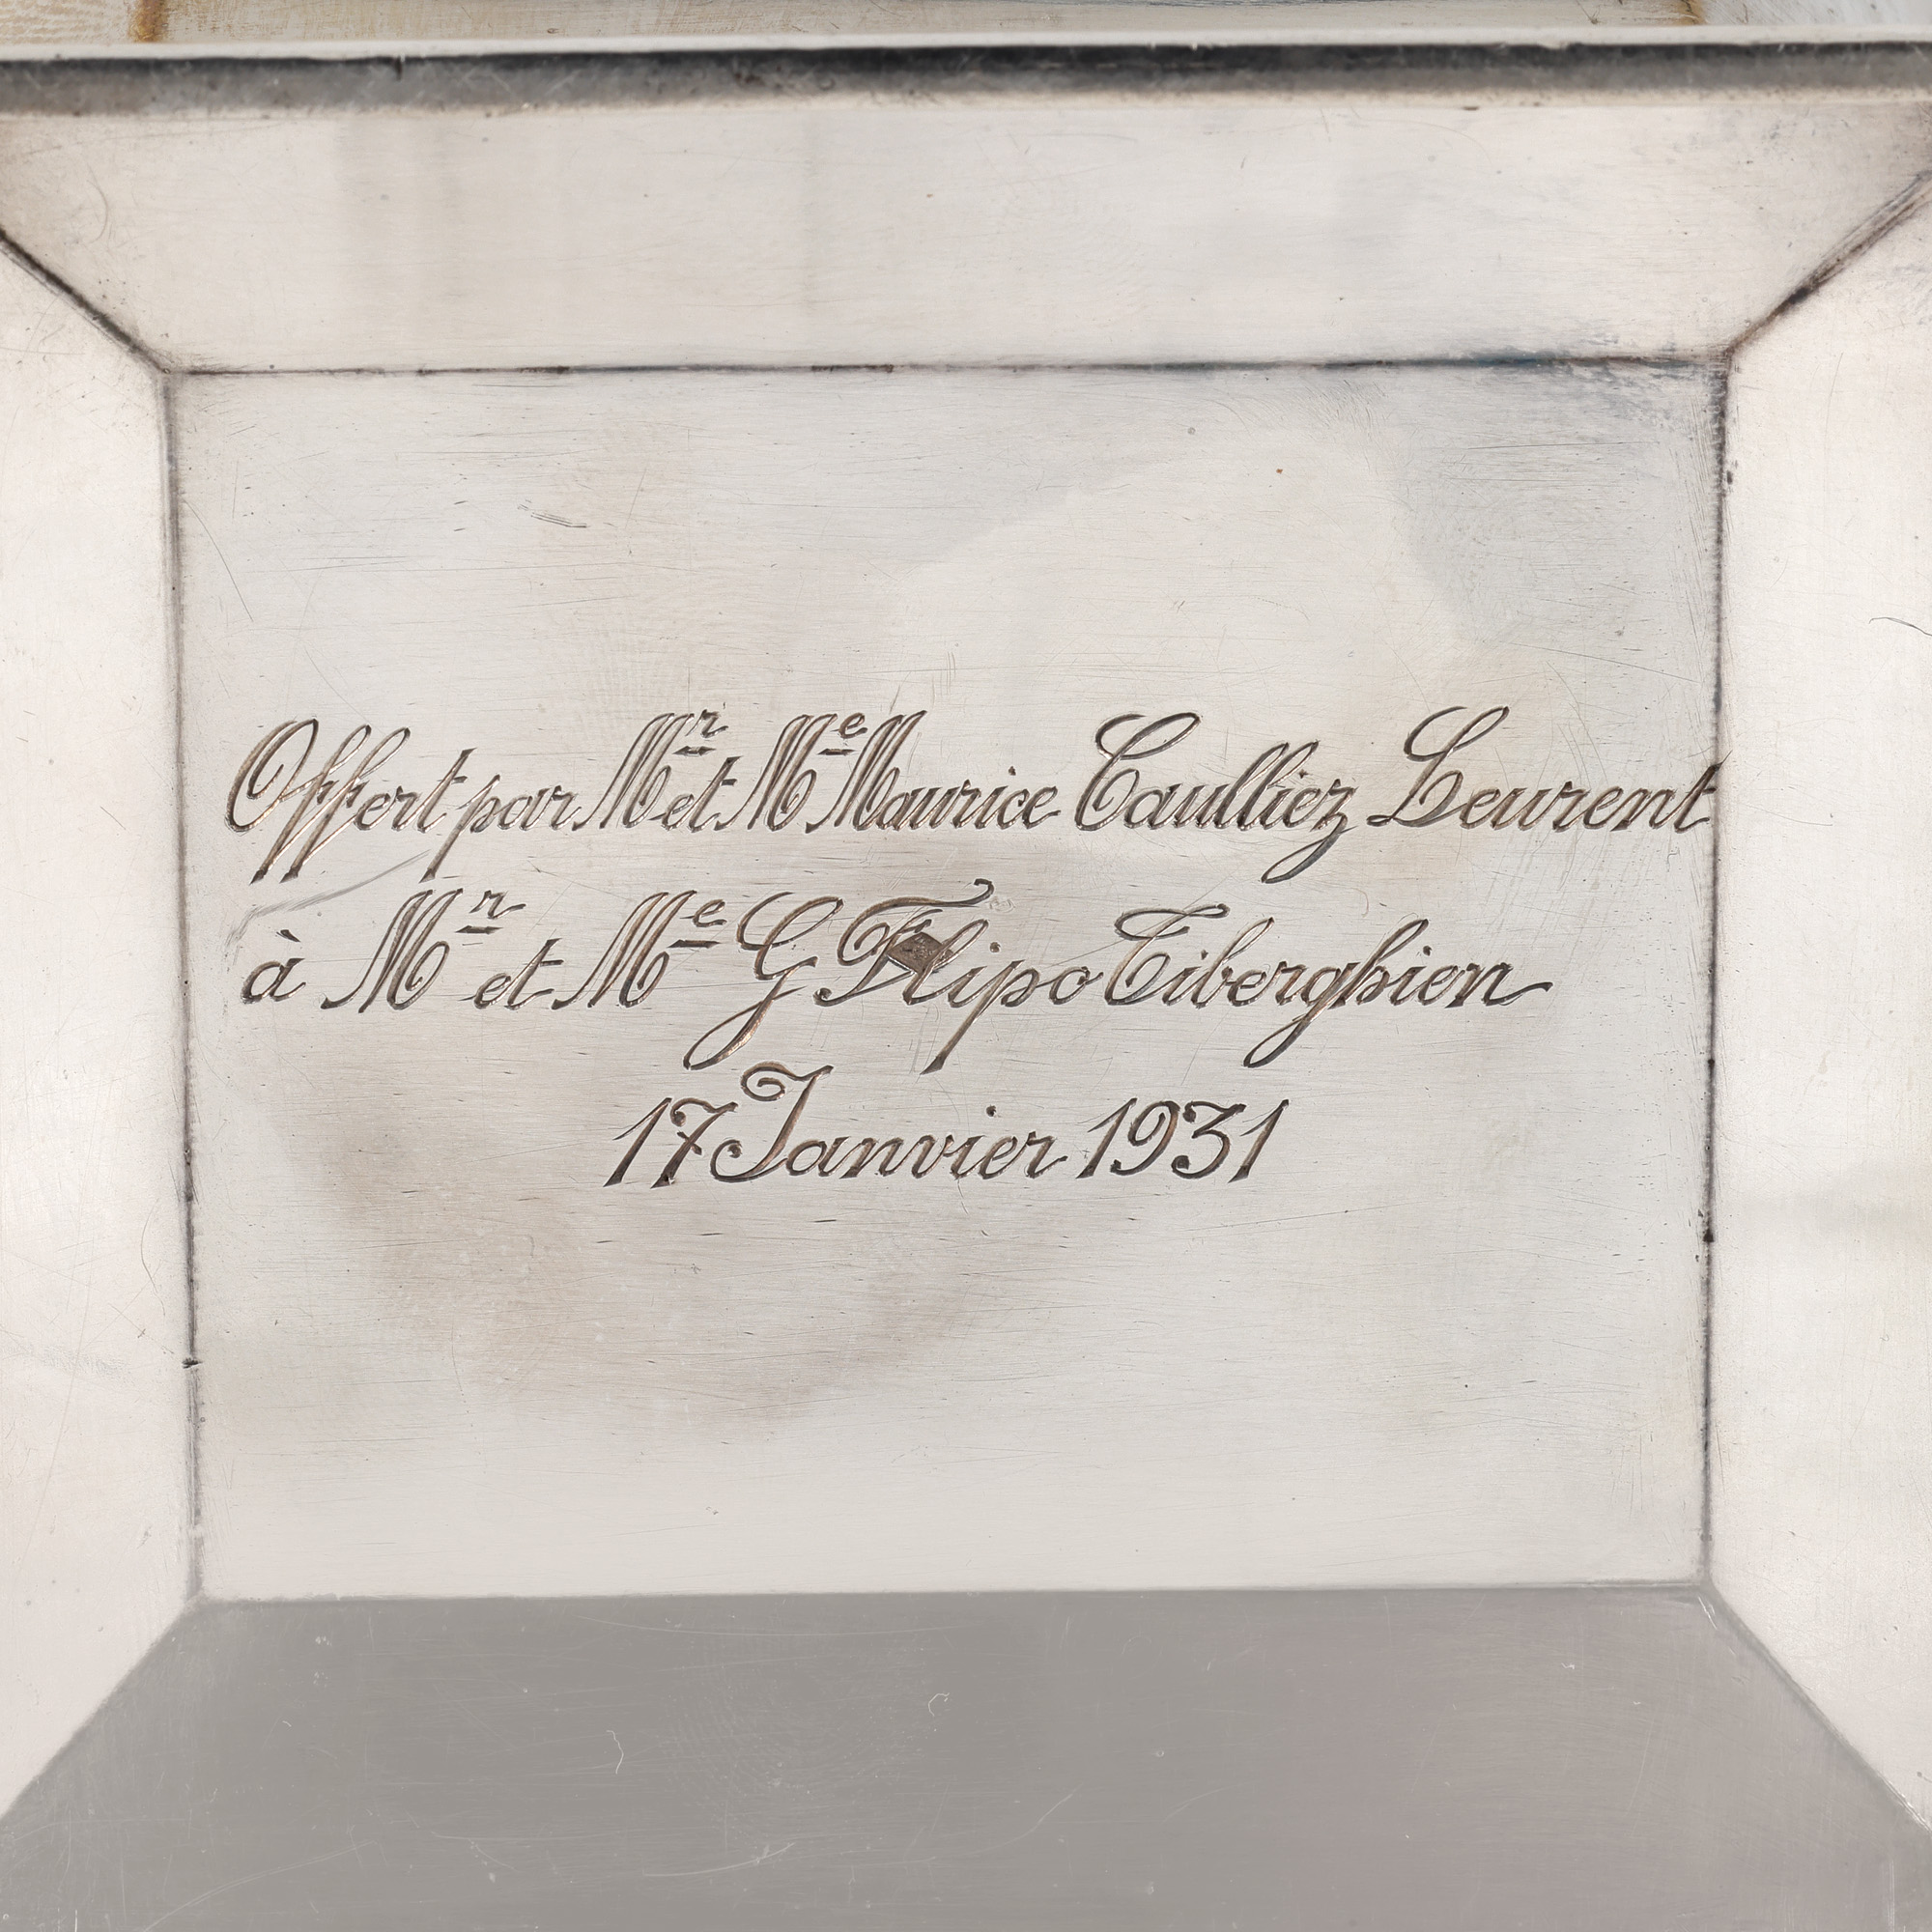 Offert par Mr et Me Maurice Caulliez Leurent
à Mr et Me G Flipo Tiberghien
17 Janvier 1931